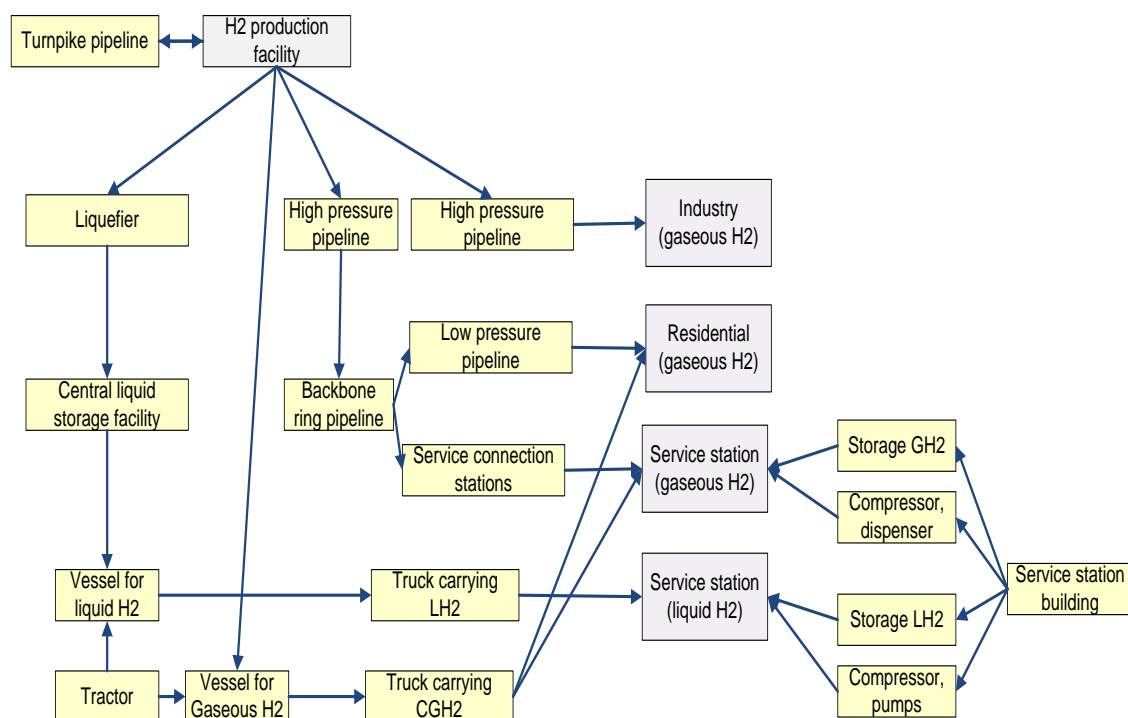 Turnpike pipeline
H2 production
facility
Liquefier
High pressure
pipeline
High pressure
pipeline
Industry
(gaseous H2)
Low pressure
pipeline
Residential
(gaseous H2)
Central liquid
storage facility
Backbone
ring pipeline
Service connection
stations
Service station
(gaseous H2)
Storage GH2
Compressor,
dispenser
Vessel for
liquid H2
Truck carrying
LH2
Service station
(liquid H2)
Service station
building
Storage LH2
Tractor
Vessel for
Gaseous H2
Truck carrying
CGH2
Compressor,
pumps